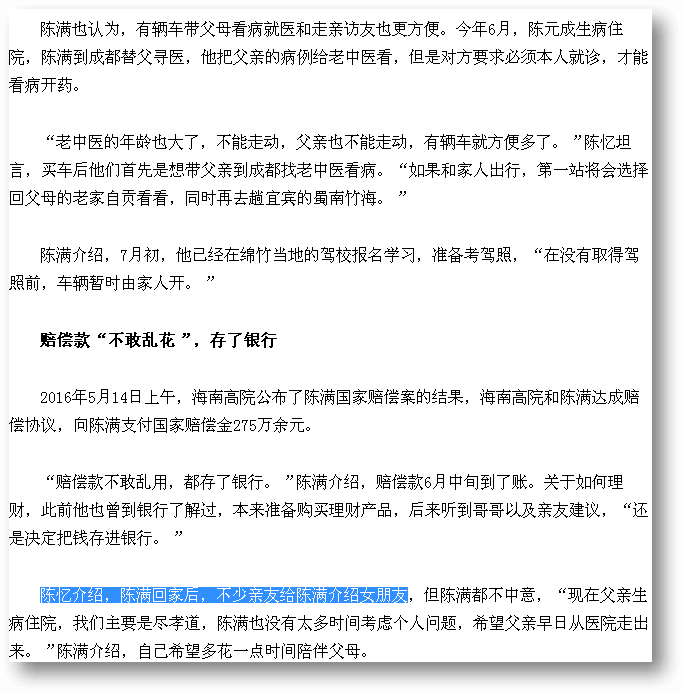 陈满也认为，有辆车带父母看病就医和走亲访友也更方便。今年6月，陈元成生病住
院，陈满到成都替父寻医，他把父亲的病例给老中医看，但是对方要求必须本人就诊，才能
看病开药。
“老中医的年龄也大了，不能走动，父亲也不能走动，有辆车就方便多了。”陈忆坦
言，买车后他们首先是想带父亲到成都找老中医看病。“如果和家人出行，第一站将会选择
回父母的老家自贡看看，同时再去趟宜宾的蜀南竹海。”
陈满介绍，7月初，他已经在绵竹当地的驾校报名学习，准备考驾照，“在没有取得驾
照前，车辆暂时由家人开。”
赔偿款“不敢乱花”，存了银行
2016年5月14日上午，海南高院公布了陈满国家赔偿案的结果，海南高院和陈满达成赔
偿协议，向陈满支付国家赔偿金275万余元。
“赔偿款不敢乱用，都存了银行。”陈满介绍，赔偿款6月中旬到了账。关于如何理
财，此前他也曾到银行了解过，本来准备购买理财产品，后来听到哥哥以及亲友建议，“还
是决定把钱存进银行。”
陈忆介绍，陈满回家后，不少亲友给陈满介绍女朋友，但陈满都不中意，“现在父亲生
病住院，我们主要是尽孝道，陈满也没有太多时间考虑个人问题，希望父亲早日从医院走出
来。”陈满介绍，自己希望多花一点时间陪伴父母。